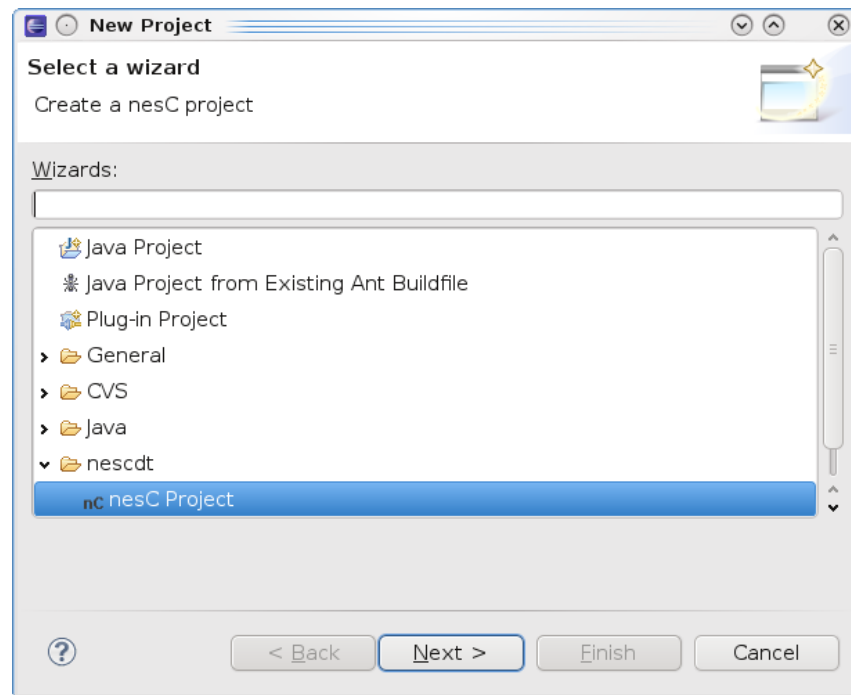 New Project
Select a wizard
Create a nesC project
Wizards:
Java Project
Java Project from Existing Ant Buildfile
Plug-in Project
General
CVS
Java
nescdt
nC nesC Project
? < Back Next > Finish Cancel